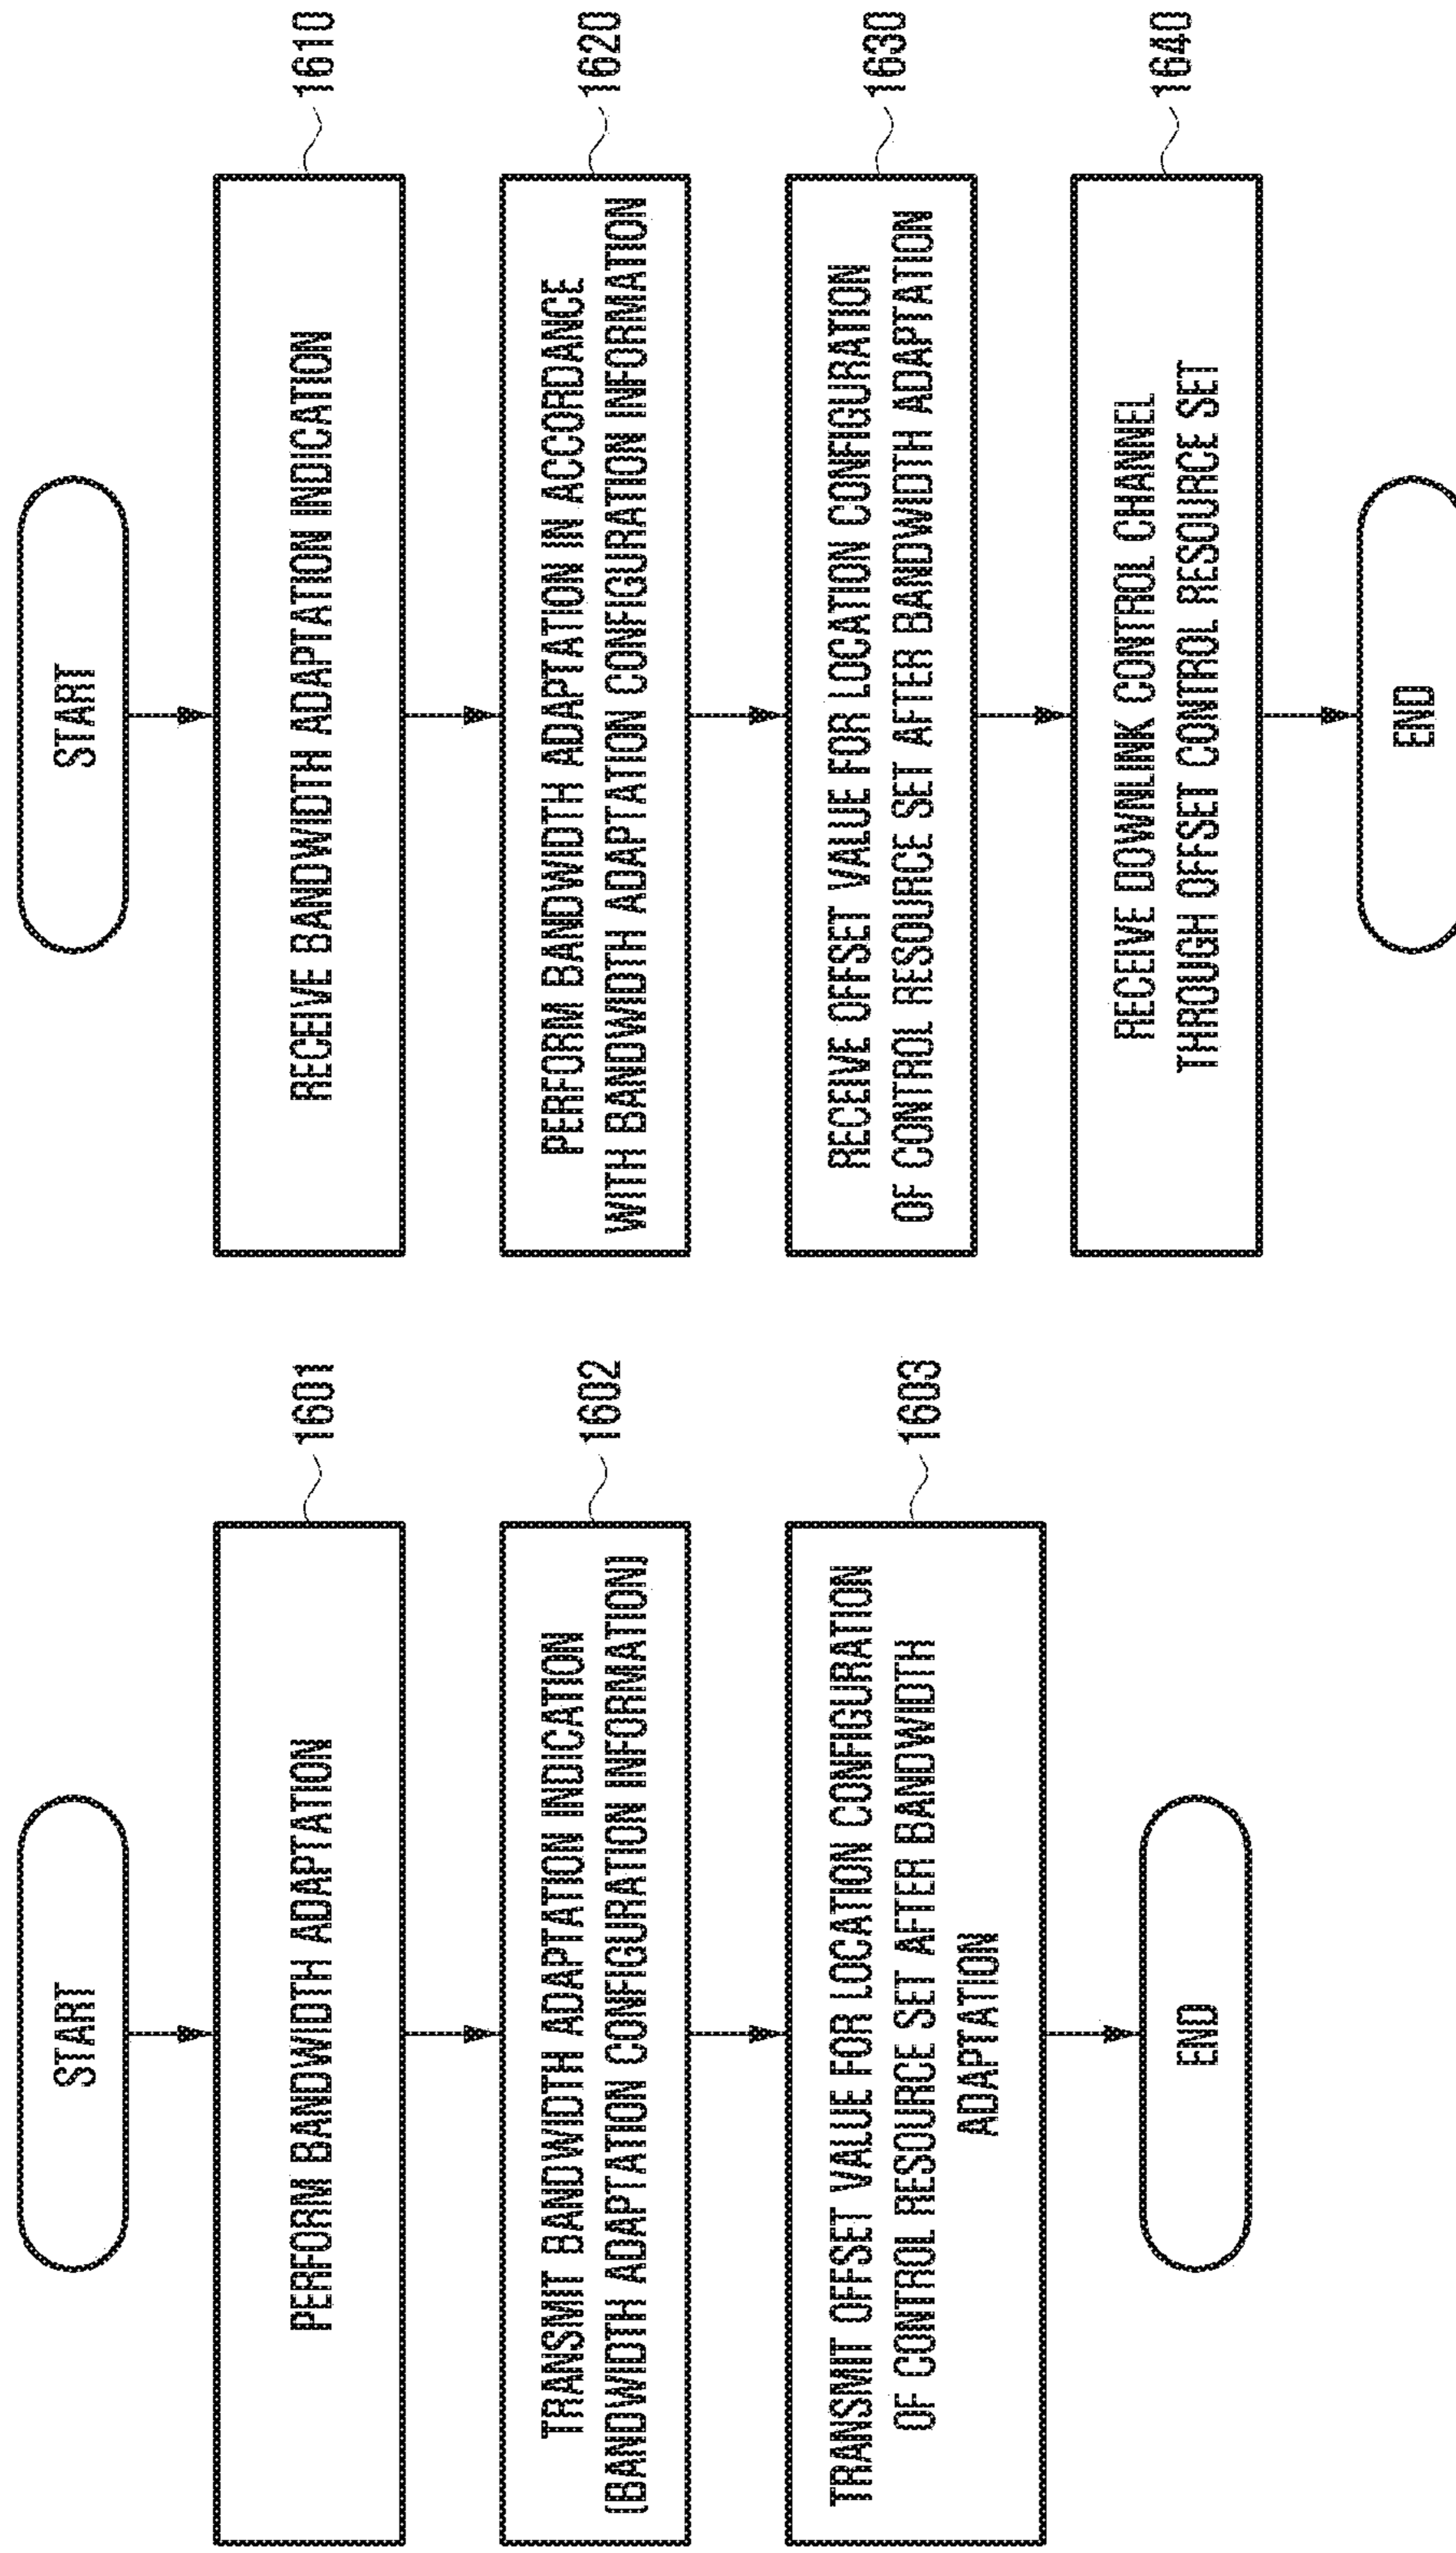 START
PERFORM BANDWIDTH ADAPTATION
1601
TRANSMIT BANDWIDTH ADAPTATION INDICATION
(BANDWIDTH ADAPTATION CONFIGURATION INFORMATION)
1602
TRANSMIT OFFSET VALUE FOR LOCATION CONFIGURATION
OF CONTROL RESOURCE SET AFTER BANDWIDTH
ADAPTATION
1603
END
START
RECEIVE BANDWIDTH ADAPTATION INDICATION
1610
PERFORM BANDWIDTH ADAPTATION IN ACCORDANCE
WITH BANDWIDTH ADAPTATION CONFIGURATION INFORMATION
1620
RECEIVE OFFSET VALUE FOR LOCATION CONFIGURATION
OF CONTROL RESOURCE SET AFTER BANDWIDTH ADAPTATION
1630
RECEIVE DOWNLINK CONTROL CHANNEL
THROUGH OFFSET CONTROL RESOURCE SET
1640
END